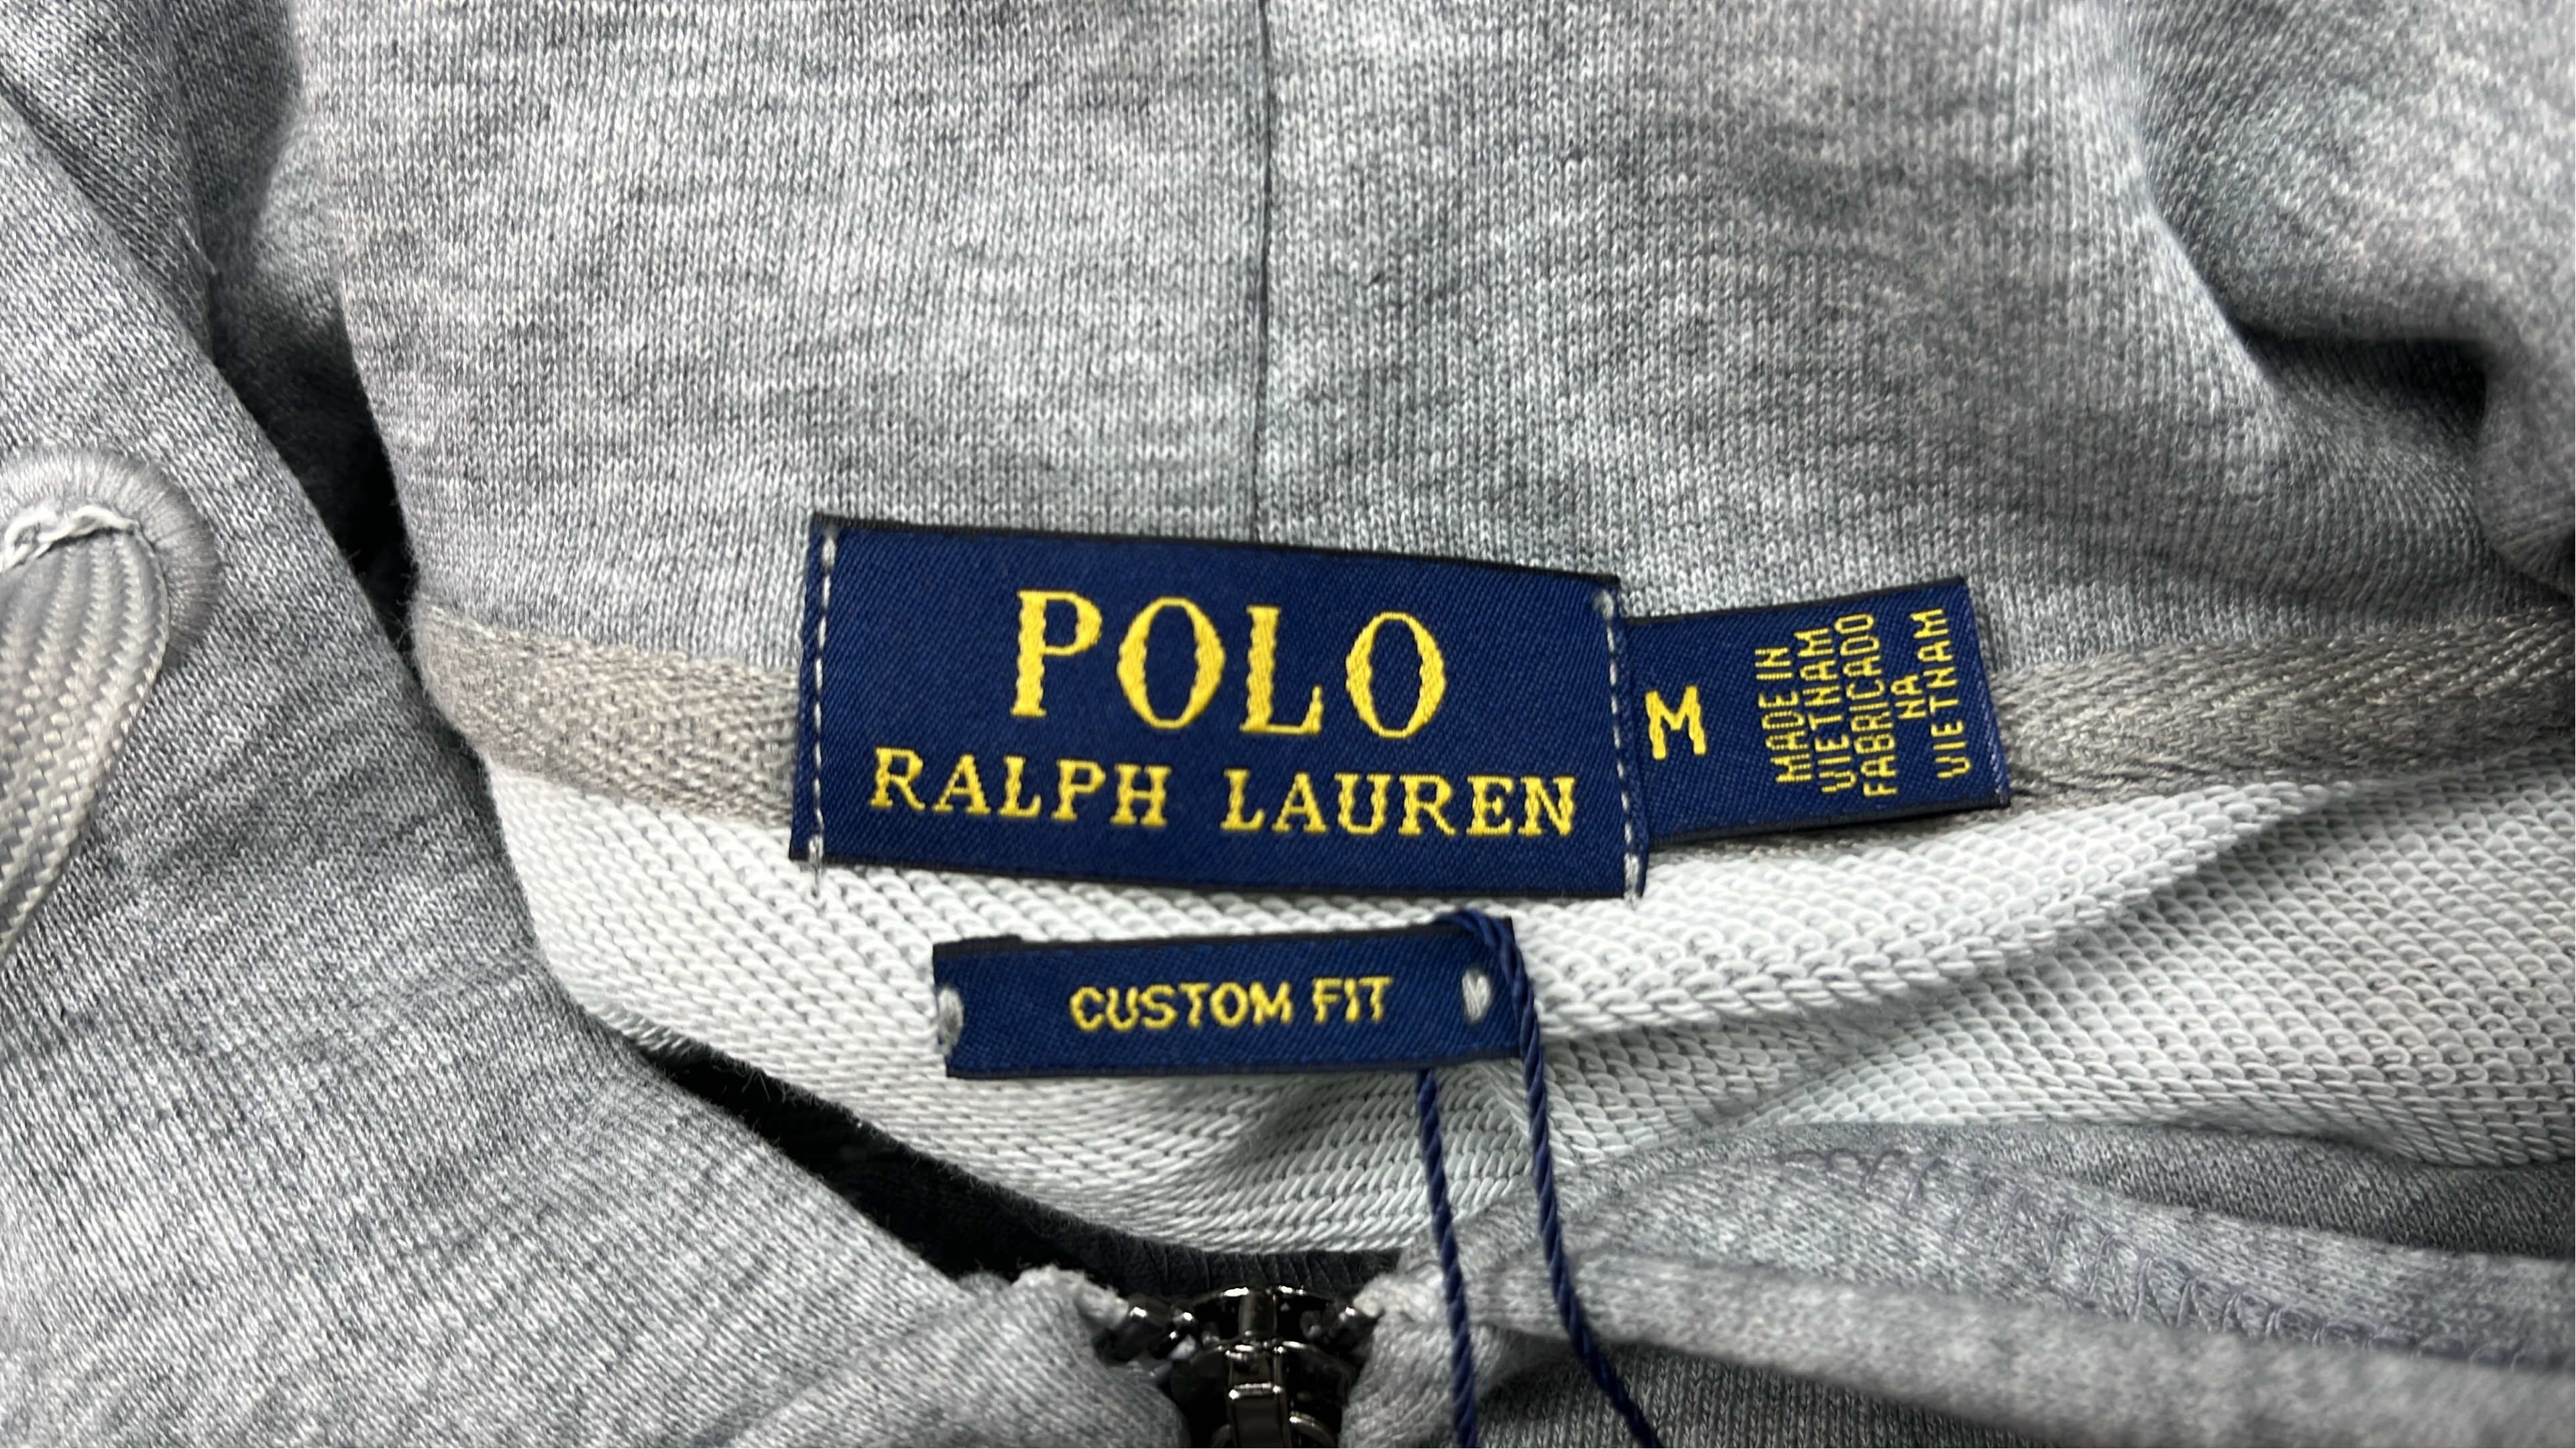 POLO
RALPH LAUREN
M
MADE IN
VIETNAM
FABRICADO
NA
VIETNAM
CUSTOM FIT